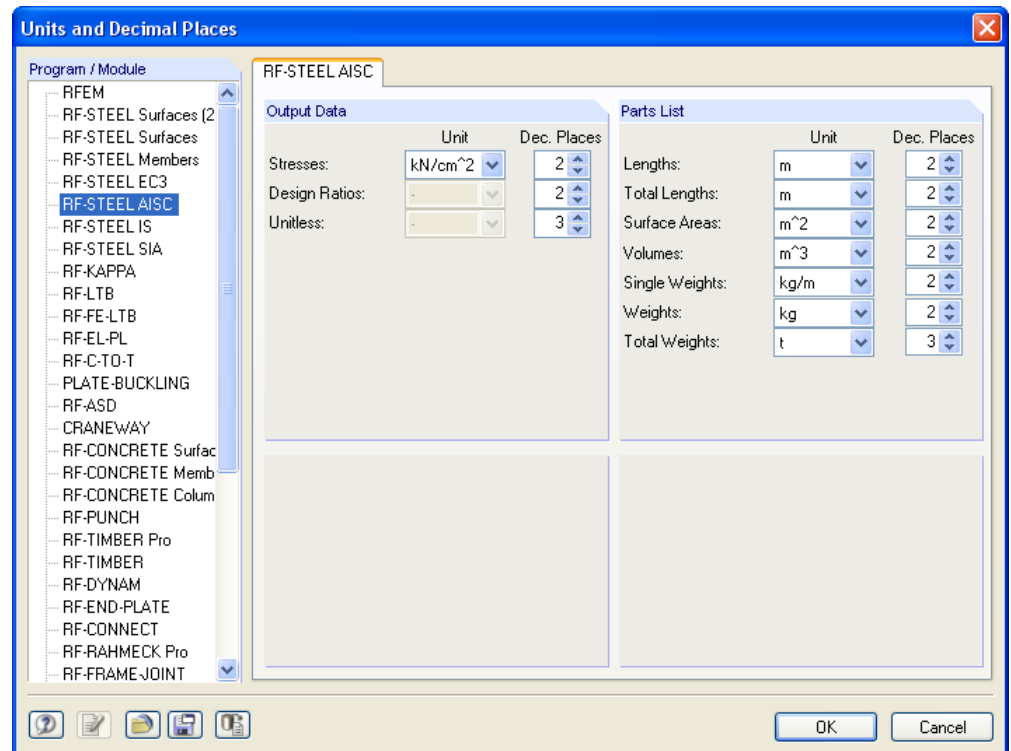 Units and Decimal Places
Program / Module
RFEM
RF-STEEL Surfaces (2
RF-STEEL Surfaces
RF-STEEL Members
RF-STEEL EC3
RF-STEEL AISC
RF-STEEL IS
RF-STEEL SIA
RF-KAPPA
RF-LTB
RF-FE-LTB
RF-EL-PL
RF-C-TO-T
PLATE-BUCKLING
RF-ASD
CRANEWAY
RF-CONCRETE Surfac
RF-CONCRETE Memb
RF-CONCRETE Colum
RF-PUNCH
RF-TIMBER Pro
RF-TIMBER
RF-DYNAM
RF-END-PLATE
RF-CONNECT
RF-RAHMECK Pro
RF-FRAME-JOINT
RF-STEEL AISC
Output Data
Unit Dec. Places
Stresses: kN/cm^2 2
Design Ratios: - 2
Unitless: - 3
Parts List
Unit Dec. Places
Lengths: m 2
Total Lengths: m 2
Surface Areas: m^2 2
Volumes: m^3 2
Single Weights: kg/m 2
Weights: kg 2
Total Weights: t 3
OK Cancel